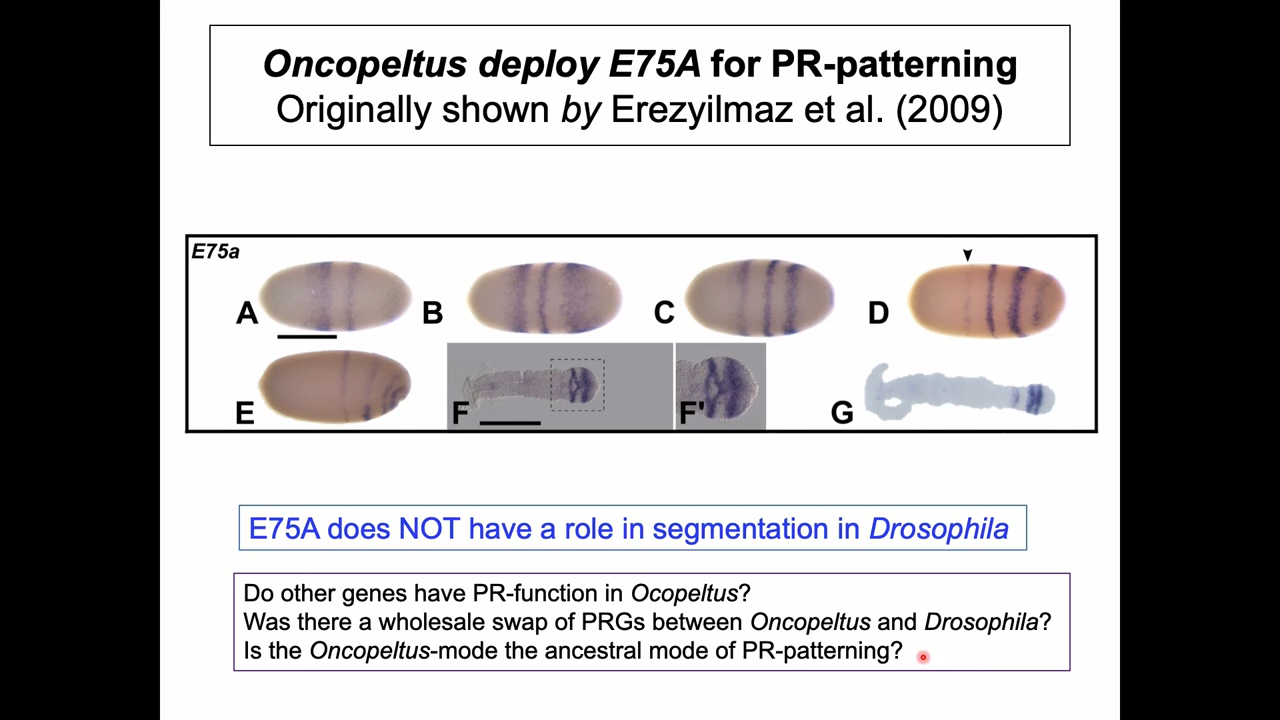 Oncopeltus deploy E75A for PR-patterning
Originally shown by Erezyilmaz et al. (2009)
E75a
A
B
C
D
E
F
F'
G
E75A does NOT have a role in segmentation in Drosophila
Do other genes have PR-function in Ocopeltus?
Was there a wholesale swap of PRGs between Oncopeltus and Drosophila?
Is the Oncopeltus-mode the ancestral mode of PR-patterning?